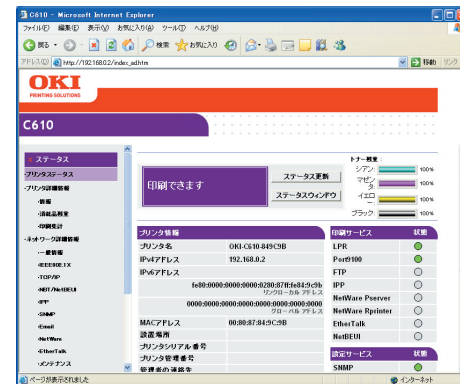 C610 - Microsoft Internet Explorer
ファイル(F) 編集(E) 表示(V) お気に入り(A) ツール(T) ヘルプ(H)
戻る 検索 お気に入り
アドレス(D) http://192.168.0.2/index_ad.htm 移動 リンク
OKI
PRINTING SOLUTIONS
C610
ステータス
・プリンタステータス
・プリンタ詳細情報
・情報
・消耗品残量
・印刷集計
・ネットワーク詳細情報
・一般情報
・IEEE802.1X
・TCP/IP
・NBT/NetBEUI
・IPP
・SNMP
・Email
・NetWare
・EtherTalk
・メンテナンス
印刷できます
ステータス更新
ステータスウィンドウ
トナー残量:
シアン: 100%
マゼンタ: 100%
イエロー: 100%
ブラック: 100%
プリンタ情報
プリンタ名 OKI-C610-849C9B
IPv4アドレス 192.168.0.2
IPv6アドレス
fe80:0000:0000:0000:0280:87ff:fe84:9c9b
リンクローカル アドレス
0000:0000:0000:0000:0000:0000:0000:0000
グローバル アドレス
MACアドレス 00:80:87:84:9C:9B
設置場所
プリンタシリアル番号
プリンタ管理番号
管理者の連絡先
印刷サービス 状態
LPR
Port9100
FTP
IPP
NetWare Pserver
NetWare Rprinter
EtherTalk
NetBEUI
設定サービス 状態
SNMP
ページが表示されました
インターネット